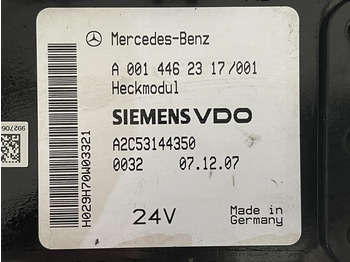 Mercedes-Benz
A 001 446 23 17/001
Heckmodul
SIEMENS VDO
A2C53144350
0032 07.12.07
24V
Made in
Germany
H029H70W03321
992706